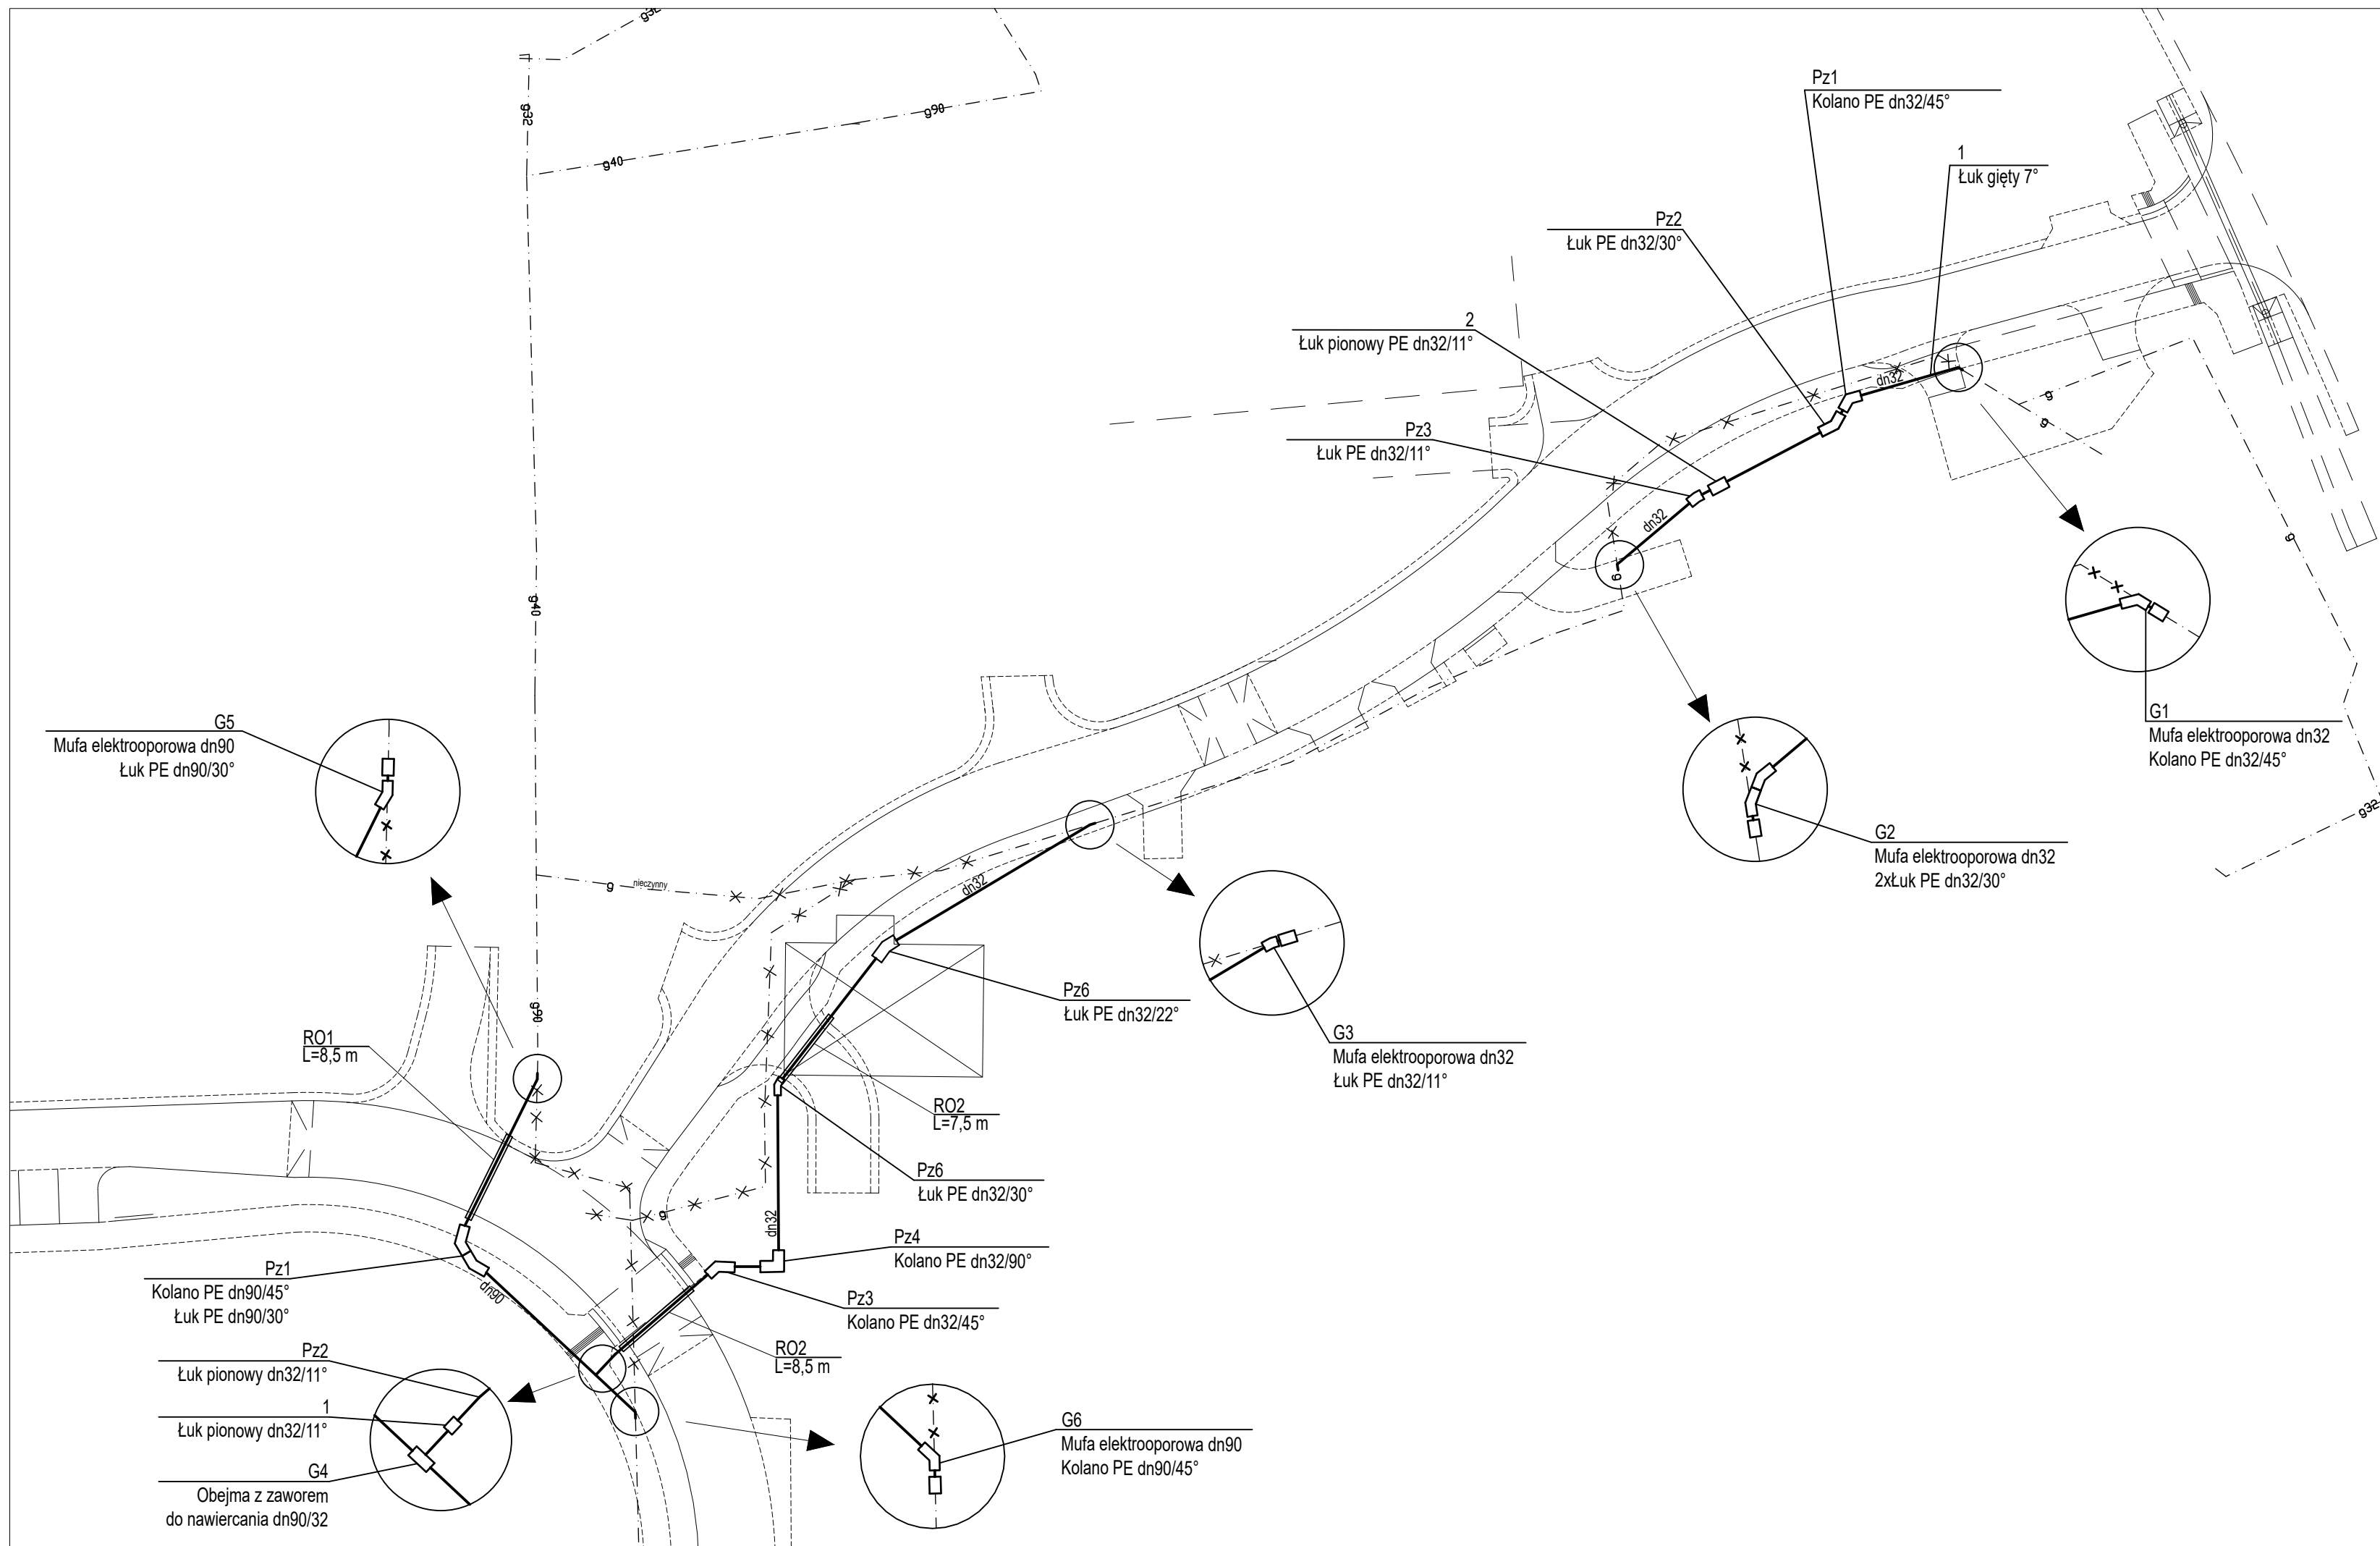 g32
g32
g90
g40
Pz1
Kolano PE dn32/45°
1
Łuk gięty 7°
Pz2
Łuk PE dn32/30°
2
Łuk pionowy PE dn32/11°
Pz3
Łuk PE dn32/11°
dn32
g
g
dn32
g
g
g40
G1
Mufa elektrooporowa dn32
Kolano PE dn32/45°
g32
G2
Mufa elektrooporowa dn32
2xŁuk PE dn32/30°
G5
Mufa elektrooporowa dn90
Łuk PE dn90/30°
g
nieczynny
dn32
g90
Pz6
Łuk PE dn32/22°
G3
Mufa elektrooporowa dn32
Łuk PE dn32/11°
RO1
L=8,5 m
RO2
L=7,5 m
Pz6
Łuk PE dn32/30°
g
dn32
Pz4
Kolano PE dn32/90°
Pz1
Kolano PE dn90/45°
Łuk PE dn90/30°
dn90
Pz3
Kolano PE dn32/45°
RO2
L=8,5 m
Pz2
Łuk pionowy dn32/11°
1
Łuk pionowy dn32/11°
G4
Obejma z zaworem
do nawiercania dn90/32
G6
Mufa elektrooporowa dn90
Kolano PE dn90/45°